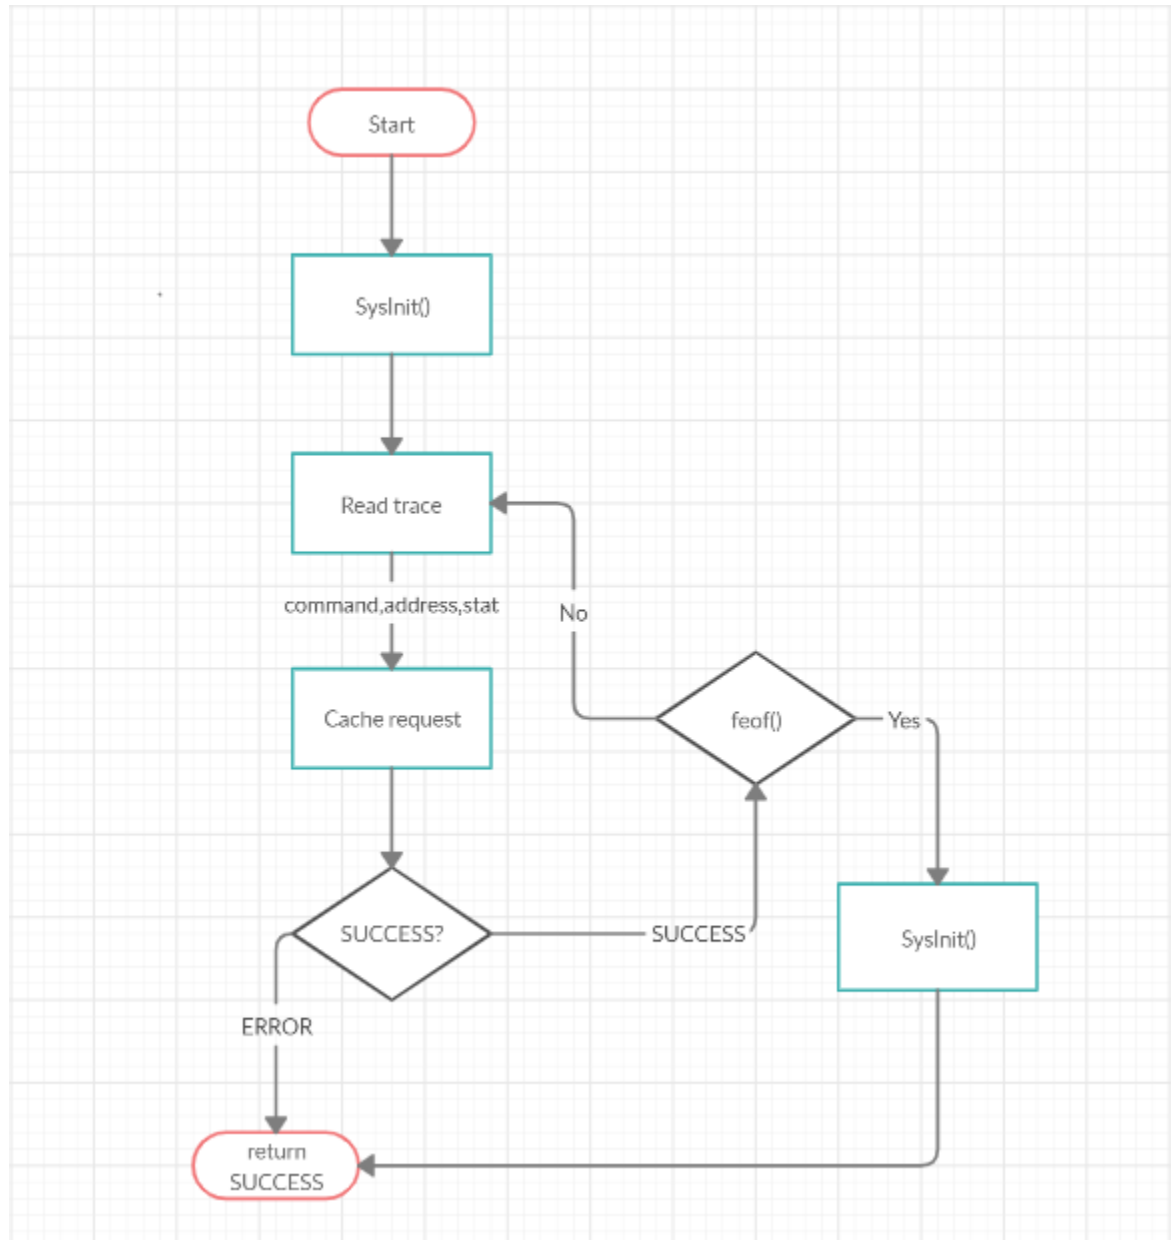 Start
SysInit()
Read trace
command,address,stat
No
Cache request
feof()
Yes
SUCCESS?
SUCCESS
SysInit()
ERROR
return
SUCCESS